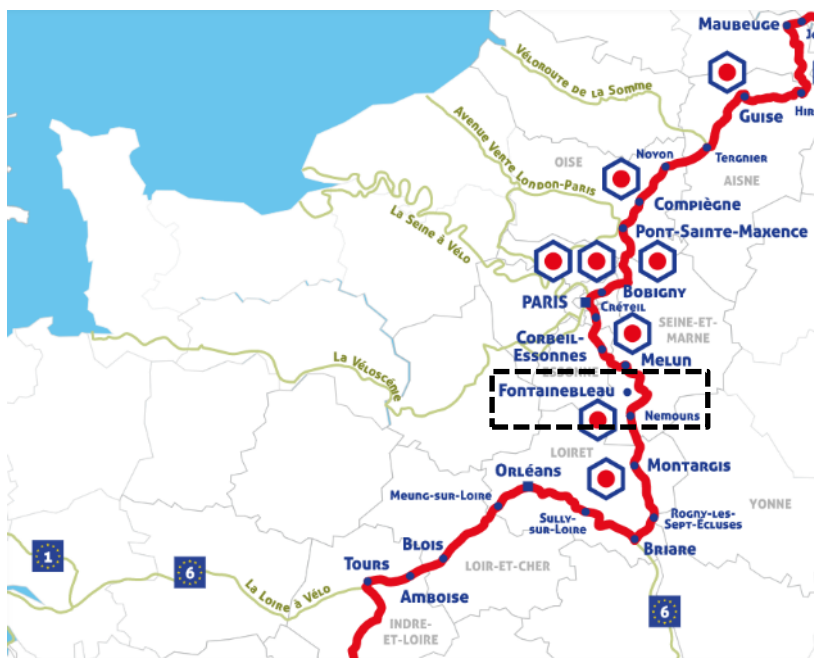 Maubeuge
Je
Véloroute de la Somme
Guise
Hir
Avenue Verte London-Paris
Noyon
Tergnier
OISE
AISNE
Compiègne
La Seine à Vélo
Pont-Sainte-Maxence
PARIS
Bobigny
Créteil
SEINE-ET-
MARNE
Corbeil-
Essonnes
La Véloscénie
Melun
ESSONNE
Fontainebleau
Nemours
LOIRET
Orléans
Montargis
Meung-sur-Loire
YONNE
Sully-
sur-Loire
Rogny-les-
Sept-Écluses
Blois
Briare
1
6
Tours
LOIR-ET-CHER
La Loire à Vélo
Amboise
6
INDRE-
ET-LOIRE